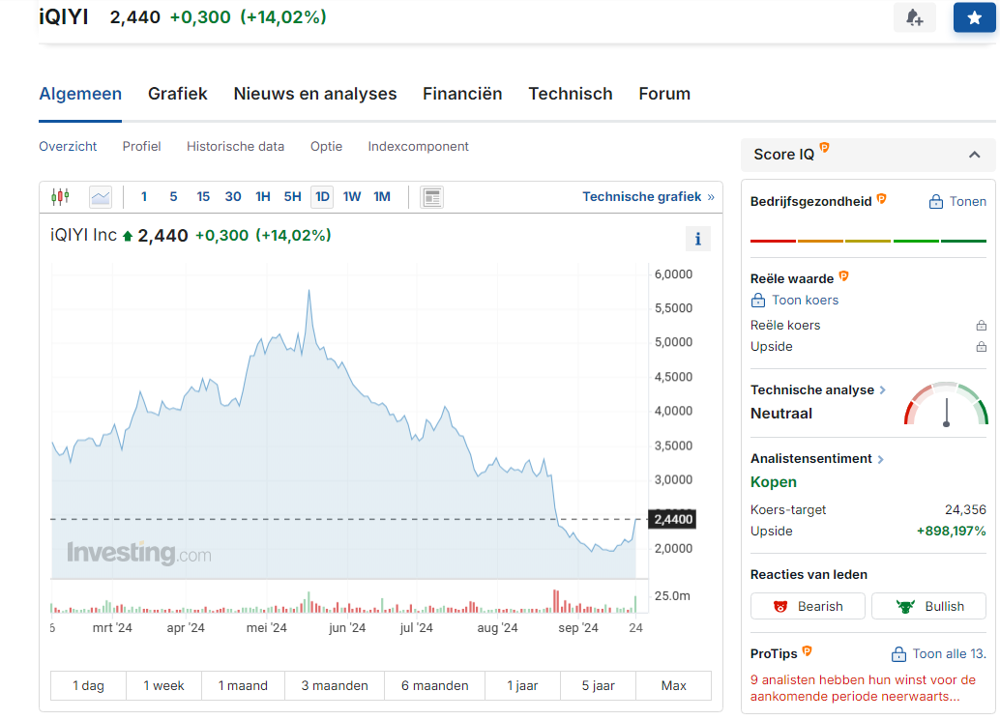 iQIYI 2,440 +0,300 (+14,02%)
Algemeen Grafiek Nieuws en analyses Financiën Technisch Forum
Overzicht Profiel Historische data Optie Indexcomponent
1 5 15 30 1H 5H 1D 1W 1M Technische grafiek »
iQIYI Inc 2,440 +0,300 (+14,02%)
i
6,0000
5,5000
5,0000
4,5000
4,0000
3,5000
3,0000
2,4400
2,0000
Investing.com
25.0m
6 mrt '24 apr '24 mei '24 jun '24 jul '24 aug '24 sep '24 24
1 dag 1 week 1 maand 3 maanden 6 maanden 1 jaar 5 jaar Max
Score IQ P
Bedrijfsgezondheid P Tonen
Reële waarde P
Toon koers
Reële koers
Upside
Technische analyse
Neutraal
Analistensentiment
Kopen
Koers-target 24,356
Upside +898,197%
Reacties van leden
Bearish Bullish
ProTips P Toon alle 13.
9 analisten hebben hun winst voor de
aankomende periode neerwaarts...